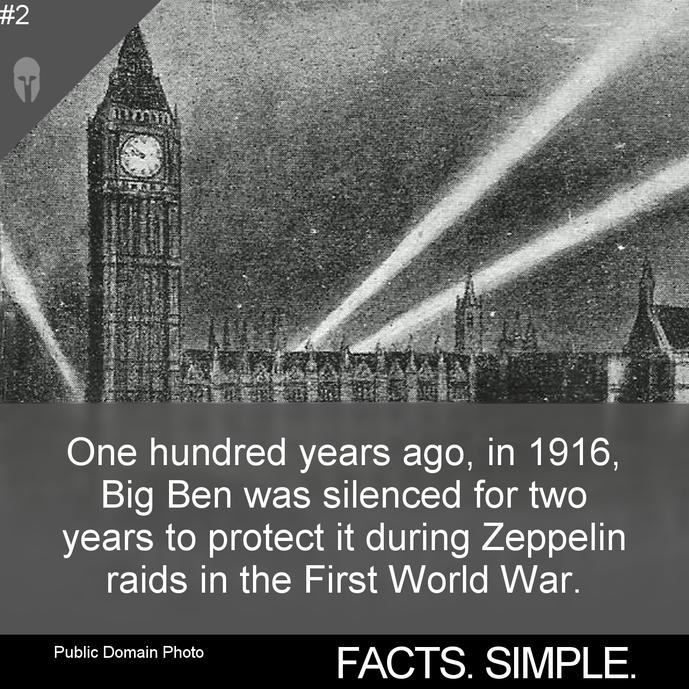 #2
One hundred years ago, in 1916,
Big Ben was silenced for two
years to protect it during Zeppelin
raids in the First World War.
Public Domain Photo
FACTS. SIMPLE.